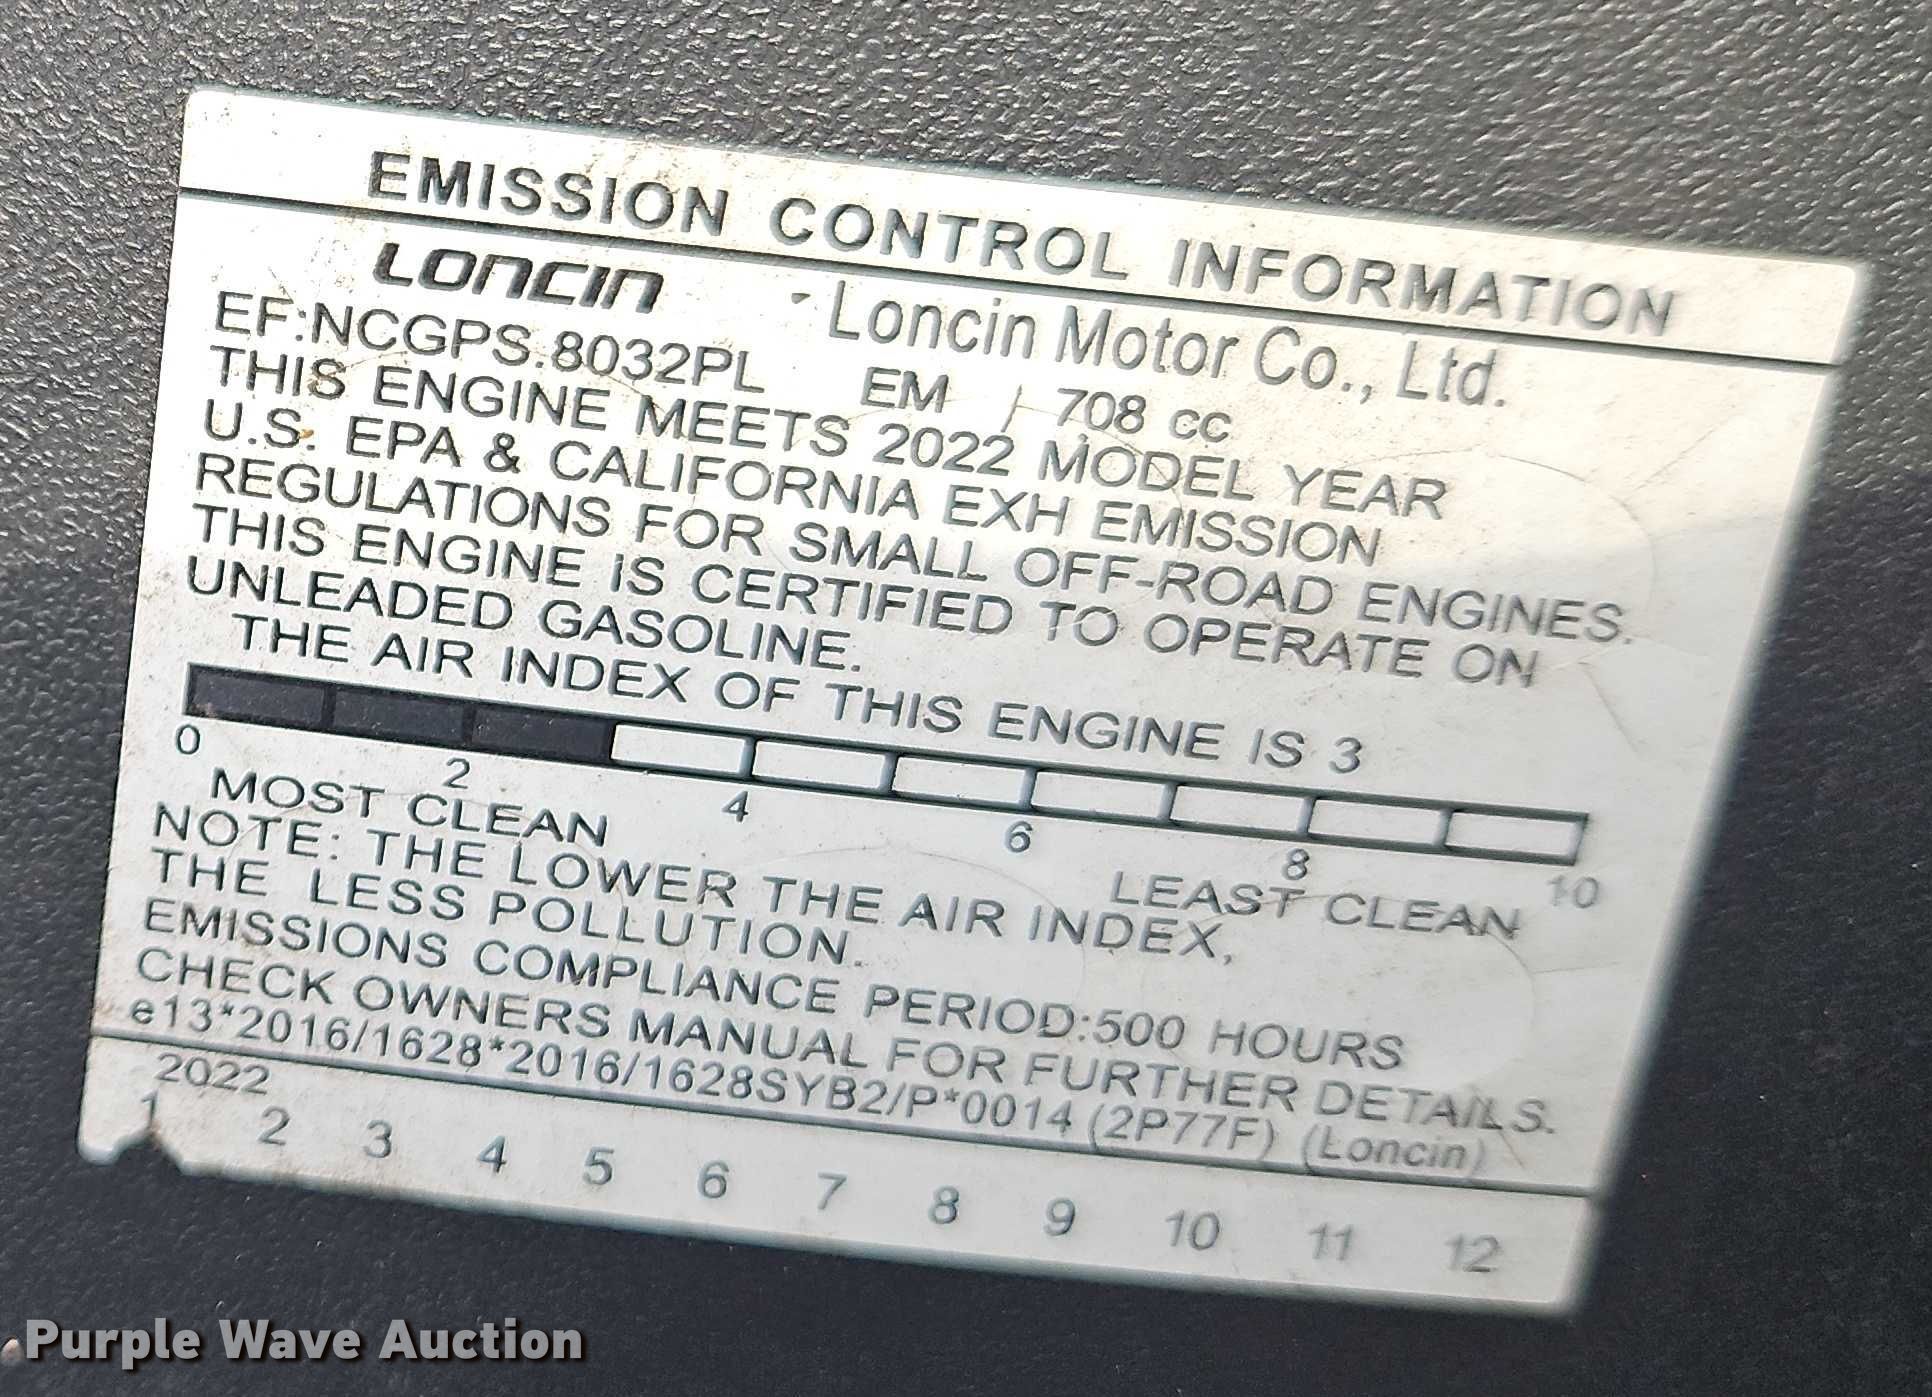 EMISSION CONTROL INFORMATION
LONCIN - Loncin Motor Co., Ltd.
EF:NCGPS.8032PL EM / 708 cc
THIS ENGINE MEETS 2022 MODEL YEAR
U.S. EPA & CALIFORNIA EXH EMISSION
REGULATIONS FOR SMALL OFF-ROAD ENGINES.
THIS ENGINE IS CERTIFIED TO OPERATE ON
UNLEADED GASOLINE.
THE AIR INDEX OF THIS ENGINE IS 3
0 2 4 6 8 10
MOST CLEAN LEAST CLEAN
NOTE: THE LOWER THE AIR INDEX,
THE LESS POLLUTION.
EMISSIONS COMPLIANCE PERIOD:500 HOURS
CHECK OWNERS MANUAL FOR FURTHER DETAILS.
e13*2016/1628*2016/1628SYB2/P*0014 (2P77F) (Loncin)
2022
1 2 3 4 5 6 7 8 9 10 11 12
Purple Wave Auction